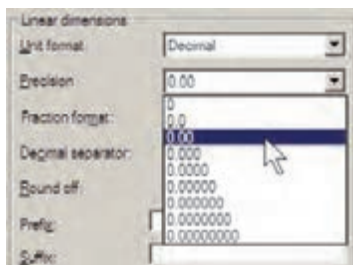 Linear dimensions
Unit format: Decimal
Precision 0.00
0
Fraction format: 0.0
0.00
Decimal separator: 0.000
0.0000
Round off: 0.00000
0.000000
Prefix: 0.0000000
0.00000000
Suffix: